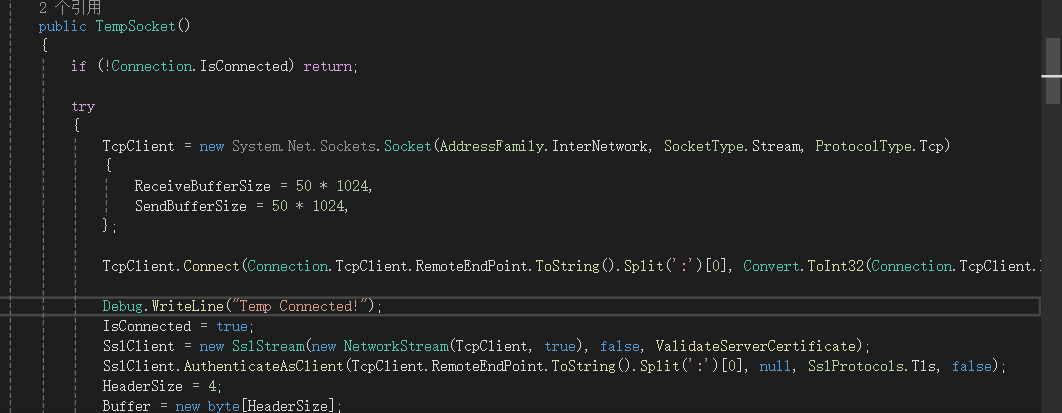 2 个引用
public TempSocket()
{
if (!Connection.IsConnected) return;
try
{
TcpClient = new System.Net.Sockets.Socket(AddressFamily.InterNetwork, SocketType.Stream, ProtocolType.Tcp)
{
ReceiveBufferSize = 50 * 1024,
SendBufferSize = 50 * 1024,
};
TcpClient.Connect(Connection.TcpClient.RemoteEndPoint.ToString().Split(':')[0], Convert.ToInt32(Connection.TcpClient.
Debug.WriteLine("Temp Connected!");
IsConnected = true;
SslClient = new SslStream(new NetworkStream(TcpClient, true), false, ValidateServerCertificate);
SslClient.AuthenticateAsClient(TcpClient.RemoteEndPoint.ToString().Split(':')[0], null, SslProtocols.Tls, false);
HeaderSize = 4;
Buffer = new byte[HeaderSize];